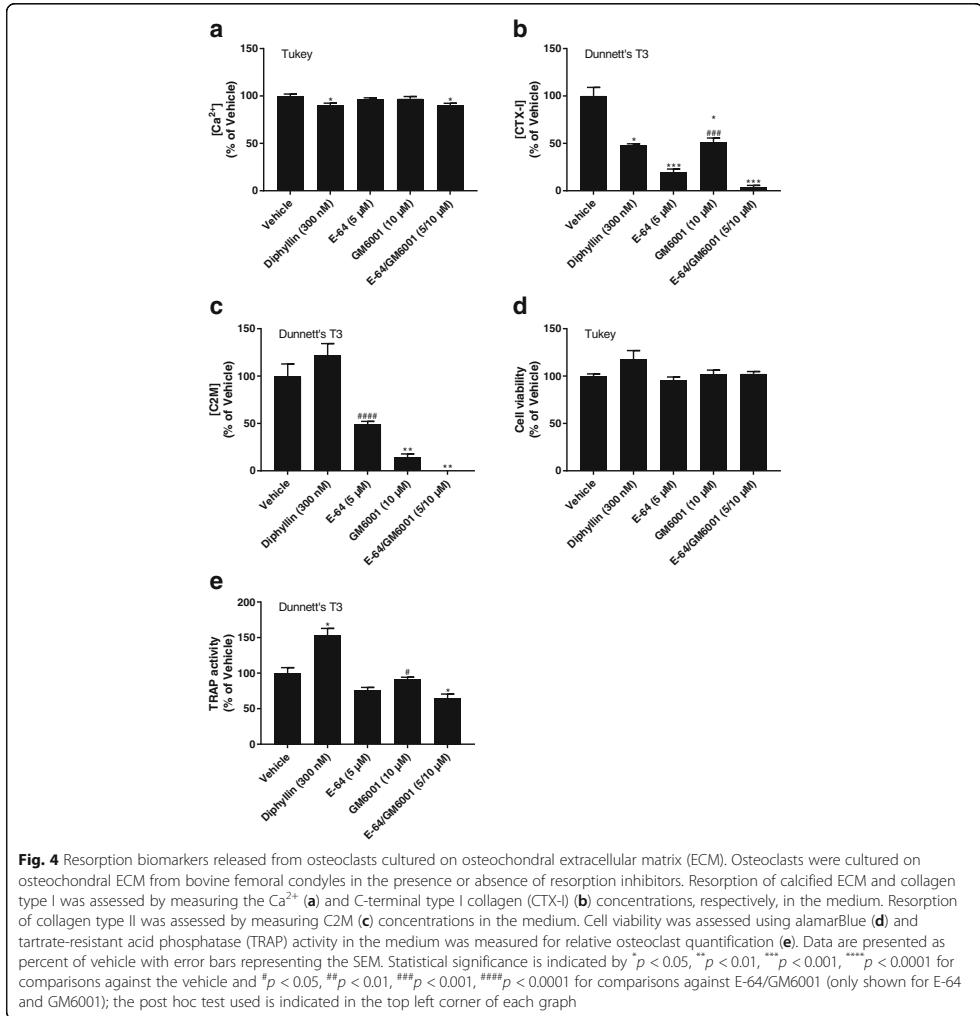 a
Tukey
[Ca2+]
(% of Vehicle)
150
100
50
0
*
*
Vehicle
Diphyllin (300 nM)
E-64 (5 µM)
GM6001 (10 µM)
E-64/GM6001 (5/10 µM)
b
Dunnett's T3
[CTX-I]
(% of Vehicle)
150
100
50
0
*
***
*
###
***
Vehicle
Diphyllin (300 nM)
E-64 (5 µM)
GM6001 (10 µM)
E-64/GM6001 (5/10 µM)
c
Dunnett's T3
[C2M]
(% of Vehicle)
150
100
50
0
####
**
**
Vehicle
Diphyllin (300 nM)
E-64 (5 µM)
GM6001 (10 µM)
E-64/GM6001 (5/10 µM)
d
Tukey
Cell viability
(% of Vehicle)
150
100
50
0
Vehicle
Diphyllin (300 nM)
E-64 (5 µM)
GM6001 (10 µM)
E-64/GM6001 (5/10 µM)
e
Dunnett's T3
TRAP activity
(% of Vehicle)
200
150
100
50
0
*
#
*
Vehicle
Diphyllin (300 nM)
E-64 (5 µM)
GM6001 (10 µM)
E-64/GM6001 (5/10 µM)
Fig. 4 Resorption biomarkers released from osteoclasts cultured on osteochondral extracellular matrix (ECM). Osteoclasts were cultured on
osteochondral ECM from bovine femoral condyles in the presence or absence of resorption inhibitors. Resorption of calcified ECM and collagen
type I was assessed by measuring the Ca2+ (a) and C-terminal type I collagen (CTX-I) (b) concentrations, respectively, in the medium. Resorption
of collagen type II was assessed by measuring C2M (c) concentrations in the medium. Cell viability was assessed using alamarBlue (d) and
tartrate-resistant acid phosphatase (TRAP) activity in the medium was measured for relative osteoclast quantification (e). Data are presented as
percent of vehicle with error bars representing the SEM. Statistical significance is indicated by *p < 0.05, **p < 0.01, ***p < 0.001, ****p < 0.0001 for
comparisons against the vehicle and #p < 0.05, ##p < 0.01, ###p < 0.001, ####p < 0.0001 for comparisons against E-64/GM6001 (only shown for E-64
and GM6001); the post hoc test used is indicated in the top left corner of each graph